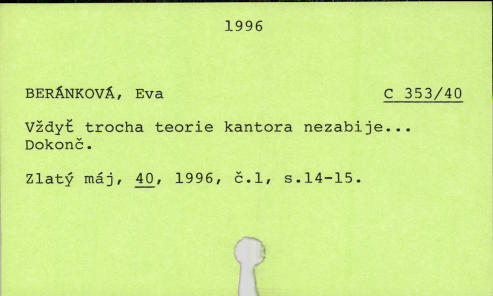 1996
BERÁNKOVÁ, Eva C 353/40
Vždyť trocha teorie kantora nezabije...
Dokonč.
Zlatý máj, 40, 1996, č.1, s.14-15.